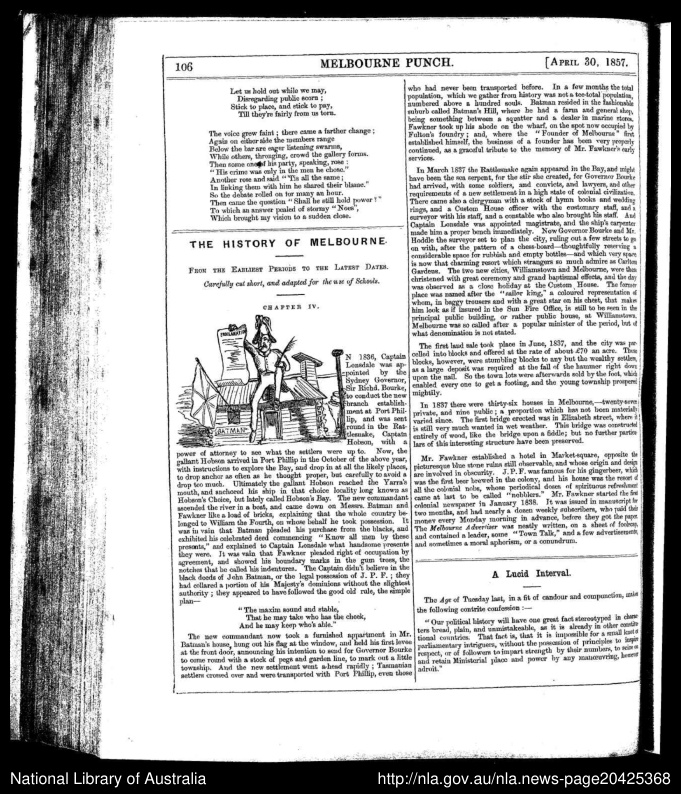 106
MELBOURNE PUNCH.
[APRIL 30, 1857.
Let us hold out while we may,
Disregarding public scorn;
Stick to place, and stick to pay,
Till they're fairly from us torn.
The voice grew faint; there came a farther change;
Again on either side the members range
Below the bar are eager listening swarms,
While others, thronging, crowd the gallery forms.
Then some one of his party, speaking, rose:
"His crime was only in the men he chose."
Another rose and said "'Tis all the same;
In linking them with him he shared their blame."
So the debate rolled on for many an hour.
Then came the question "Shall he still hold power?"
To which an answer pealed of stormy "Noes",
Which brought my vision to a sudden close.
THE HISTORY OF MELBOURNE.
FROM THE EARLIEST PERIODS TO THE LATEST DATES.
Carefully cut short, and adapted for the use of Schools.
CHAPTER IV.
BATMAN
N 1836, Captain
Lonsdale was ap-
pointed by the
Sydney Governor,
Sir Richd. Bourke,
to conduct the new
branch establish-
ment at Port Phil-
lip, and was sent
round in the Rat-
tlesnake, Captain
Hobson, with a
power of attorney to see what the settlers were up to. Now, the
gallant Hobson arrived in Port Phillip in the October of the above year,
with instructions to explore the Bay, and drop in at all the likely places,
to drop anchor as often as he thought proper, but carefully to avoid a
drop too much. Ultimately the gallant Hobson reached the Yarra's
mouth, and anchored his ship in that choice locality long known as
Hobson's Choice, but lately called Hobson's Bay. The new commandant
ascended the river in a boat, and came down on Messrs. Batman and
Fawkner like a load of bricks, explaining that the whole country be-
longed to William the Fourth, on whose behalf he took possession. It
was in vain that Batman pleaded his purchase from the blacks, and
exhibited his celebrated deed commencing "Know all men by these
presents," and explained to Captain Lonsdale what handsome presents
they were. It was vain that Fawkner pleaded right of occupation by
agreement, and showed his boundary marks in the gum trees, the
notches that he called his indentures. The Captain didn't believe in the
black deeds of John Batman, or the legal possession of J. P. F.; they
had collared a portion of his Majesty's dominions without the slightest
authority; they appeared to have followed the good old rule, the simple
plan—
"The maxim sound and stable,
That he may take who has the cheek,
And he may keep who's able."
The new commandant now took a furnished appartment in Mr.
Batman's house, hung out his flag at the window, and held his first levee
at the front door, announcing his intention to send for Governor Bourke
to come round with a stock of pegs and garden line, to mark out a little
township. And the new settlement went a-head rapidly; Tasmanian
settlers crossed over and were transported with Port Phillip, even those
who had never been transported before. In a few months the total
population, which we gather from history was not a tee-total population,
numbered above a hundred souls. Batman resided in the fashionable
suburb called Batman's Hill, where he had a farm and general shop,
being something between a squatter and a dealer in marine stores.
Fawkner took up his abode on the wharf, on the spot now occupied by
Fulton's foundry; and, where the "Founder of Melbourne" first
established himself, the business of a founder has been very properly
continued, as a graceful tribute to the memory of Mr. Fawkner's early
services.
In March 1837 the Rattlesnake again appeared in the Bay, and might
have been the sea serpent, for the stir she created, for Governor Bourke
had arrived, with some soldiers, and convicts, and lawyers, and other
requirements of a new settlement in a high state of colonial civilization.
There came also a clergyman with a stock of hymn books and wedding
rings, and a Custom House officer with the customary staff, and a
surveyor with his staff, and a constable who also brought his staff. And
Captain Lonsdale was appointed magistrate, and the ship's carpenter
made him a proper bench immediately. Now Governor Bourke and Mr.
Hoddle the surveyor set to plan the city, ruling out a few streets to go
on with, after the pattern of a chess-board—thoughtfully reserving a
considerable space for rubbish and empty bottles—and which very space
is now that charming resort which strangers so much admire as Carlton
Gardens. The two new cities, Williamstown and Melbourne, were then
christened with great ceremony and grand baptismal effects, and the day
was observed as a close holiday at the Custom House. The former
place was named after the "sailor king," a coloured representation of
whom, in baggy trousers and with a great star on his chest, that makes
him look as if insured in the Sun Fire Office, is still to be seen in the
principal public building, or rather public house, at Williamstown.
Melbourne was so called after a popular minister of the period, but of
what denomination is not stated.
The first land sale took place in June, 1837, and the city was par-
celled into blocks and offered at the rate of about £70 an acre. These
blocks, however, were stumbling blocks to any but the wealthy settlers,
as a large deposit was required at the fall of the hammer right down
upon the nail. So the town lots were afterwards sold by the foot, which
enabled every one to get a footing, and the young township prospered
mightily.
In 1837 there were thirty-six houses in Melbourne,—twenty-seven
private, and nine public; a proportion which has not been materially
varied since. The first bridge erected was in Elizabeth street, where it
is still very much wanted in wet weather. This bridge was constructed
entirely of wood, like the bridge upon a fiddle; but no further particu-
lars of this interesting structure have been preserved.
Mr. Fawkner established a hotel in Market-square, opposite the
picturesque blue stone ruins still observable, and whose origin and design
are involved in obscurity. J. P. F. was famous for his gingerbeer, which
was the first beer brewed in the colony, and his house was the resort of
all the colonial nobs, whose periodical doses of spirituous refreshment
came at last to be called "nobblers." Mr. Fawkner started the first
colonial newspaper in January 1838. It was issued in manuscript for
two months, and had nearly a dozen weekly subscribers, who paid their
money every Monday morning in advance, before they got the paper.
The Melbourne Advertiser was neatly written, on a sheet of foolscap,
and contained a leader, some "Town Talk," and a few advertisements,
and sometimes a moral aphorism, or a conundrum.
A Lucid Interval.
The Age of Tuesday last, in a fit of candour and compunction, makes
the following contrite confession:—
"Our political history will have one great fact stereotyped in charac-
ters broad, plain, and unmistakeable, as it is already in other constitu-
tional countries. That fact is, that it is impossible for a small knot of
parliamentary intriguers, without the possession of principles to inspire
respect, or of followers to impart strength by their numbers, to seize on
and retain Ministerial place and power by any manœuvring, however
adroit."
National Library of Australia
http://nla.gov.au/nla.news-page20425368